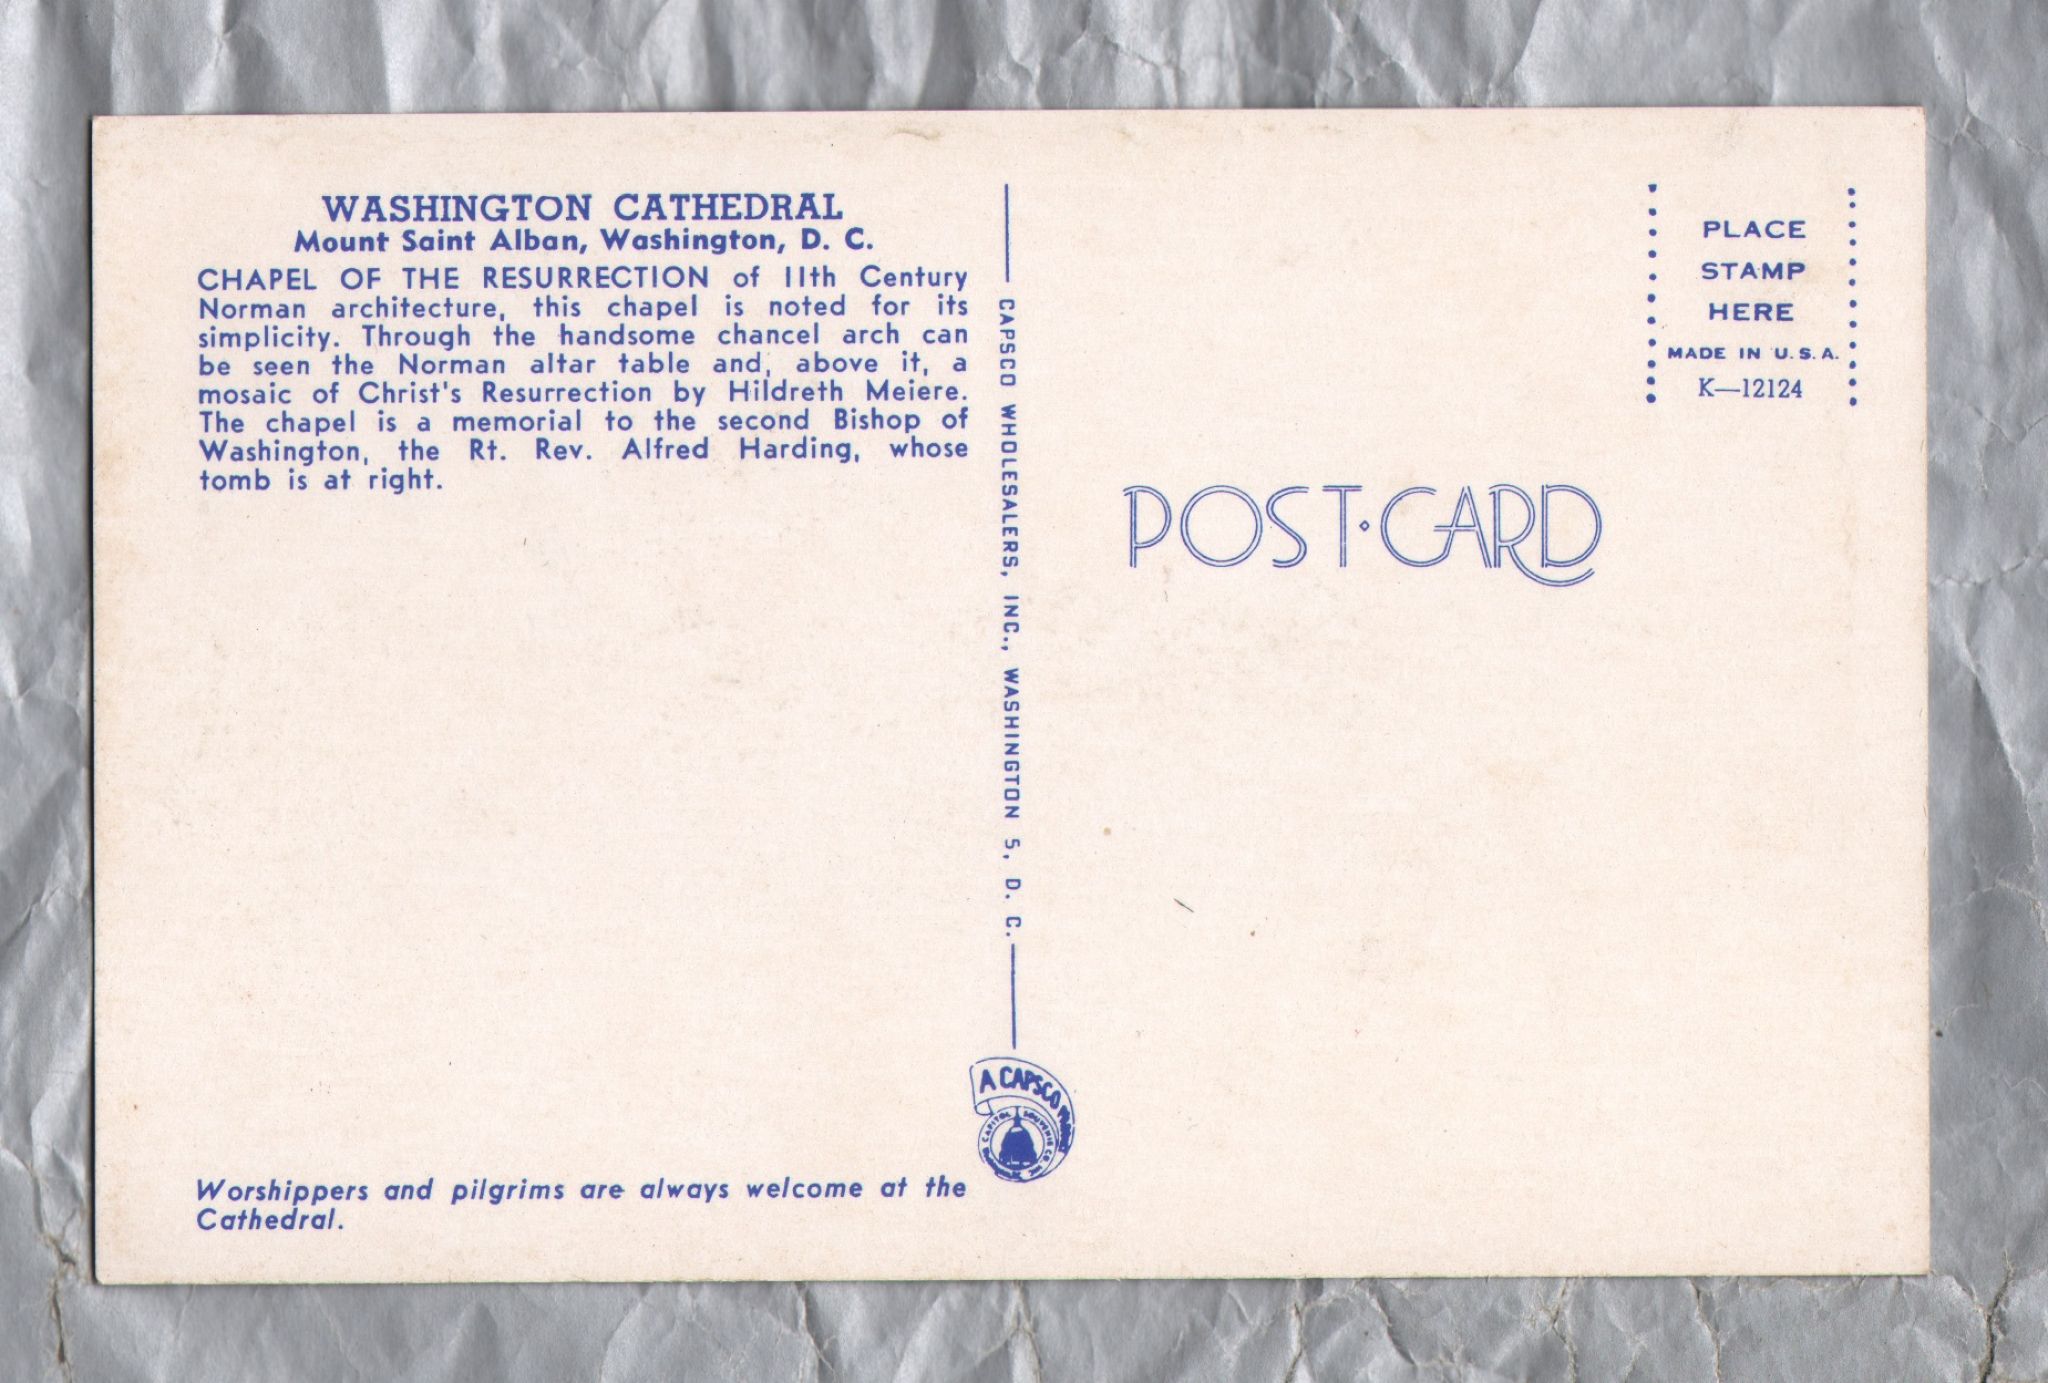 WASHINGTON CATHEDRAL
Mount Saint Alban, Washington, D. C.
CHAPEL OF THE RESURRECTION of 11th Century
Norman architecture, this chapel is noted for its
simplicity. Through the handsome chancel arch can
be seen the Norman altar table and, above it, a
mosaic of Christ's Resurrection by Hildreth Meiere.
The chapel is a memorial to the second Bishop of
Washington, the Rt. Rev. Alfred Harding, whose
tomb is at right.
Worshippers and pilgrims are always welcome at the
Cathedral.
CAPSCO WHOLESALERS, INC., WASHINGTON 5, D. C.
A CAPSCO
CAPITOL SOUVENIR CO. INC.
PLACE
STAMP
HERE
MADE IN U.S.A.
K—12124
POST·CARD